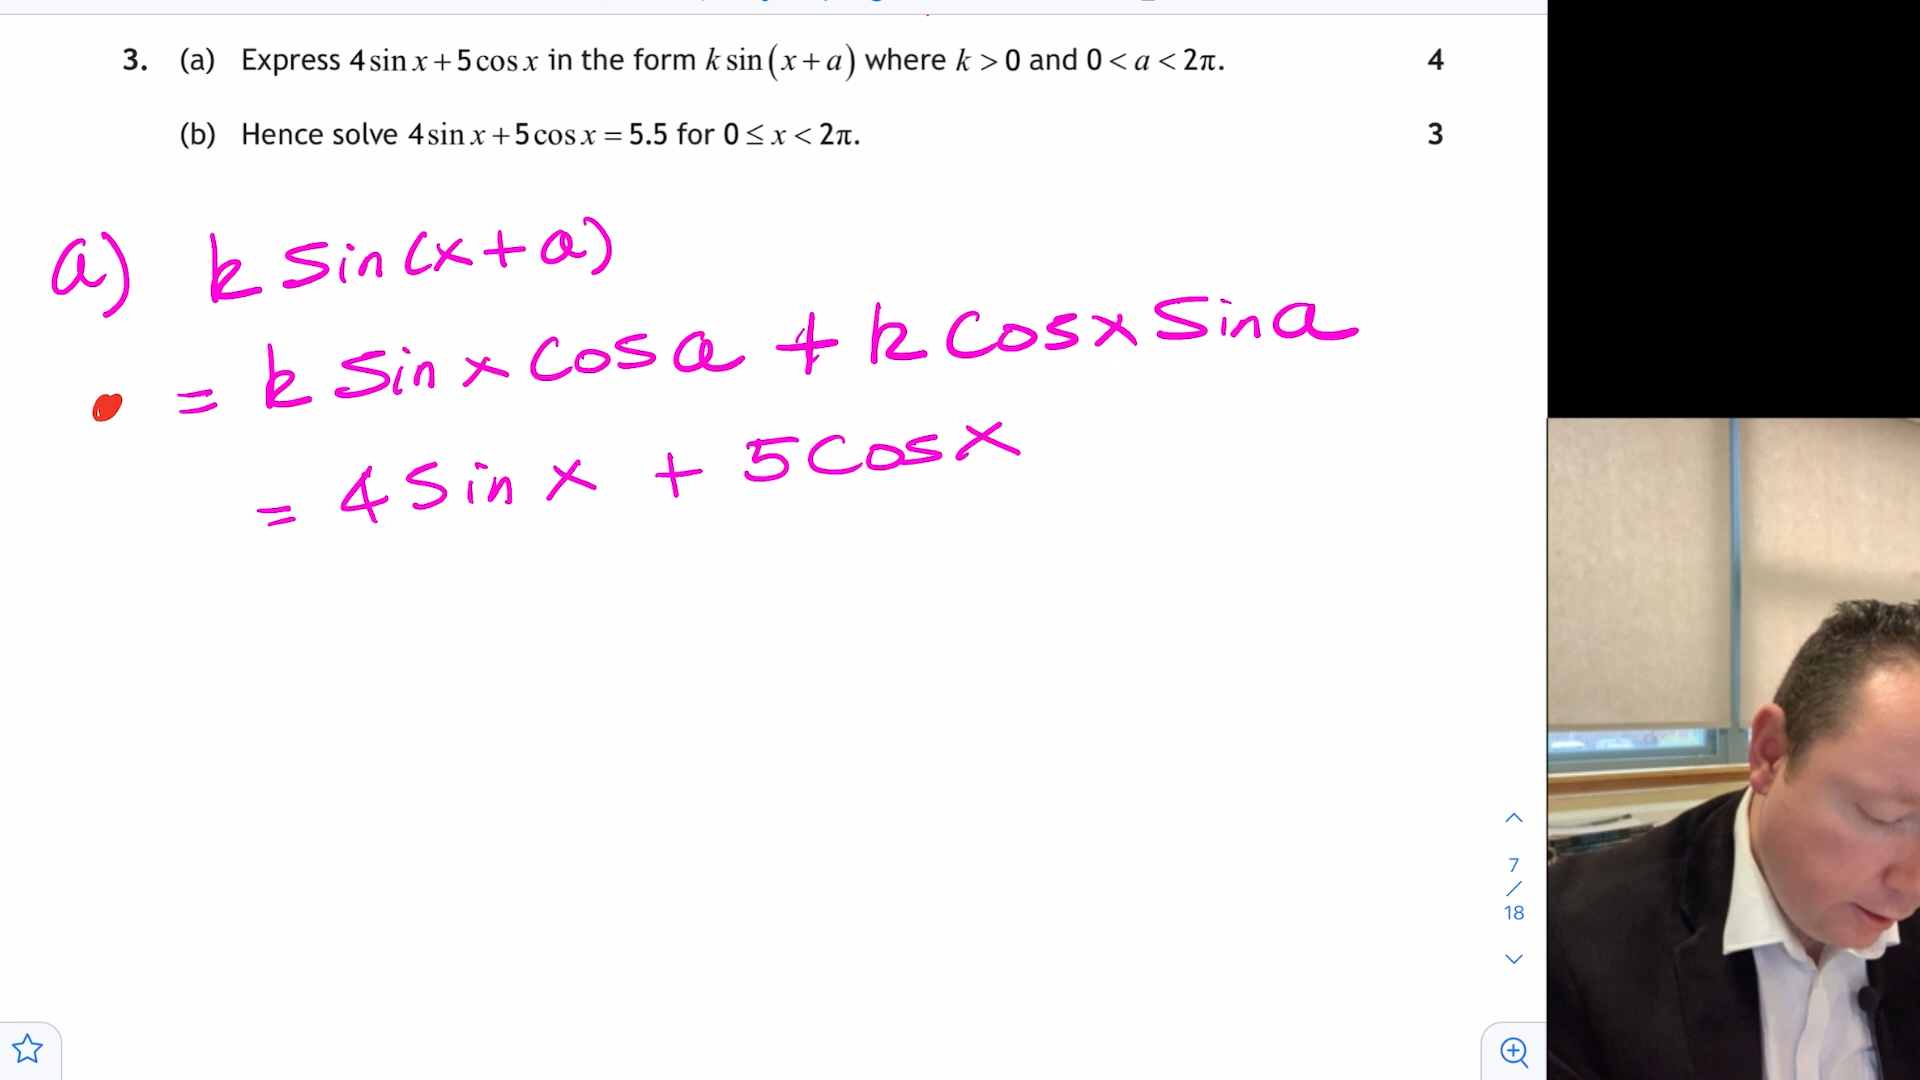 3. (a) Express 4 sin x + 5 cos x in the form k sin(x + a) where k > 0 and 0 < a < 2π. 4
(b) Hence solve 4 sin x + 5 cos x = 5.5 for 0 ≤ x < 2π. 3
a) k sin(x+a)
= k sin x cos a + k cos x sin a
= 4 sin x + 5 cos x
7
/
18